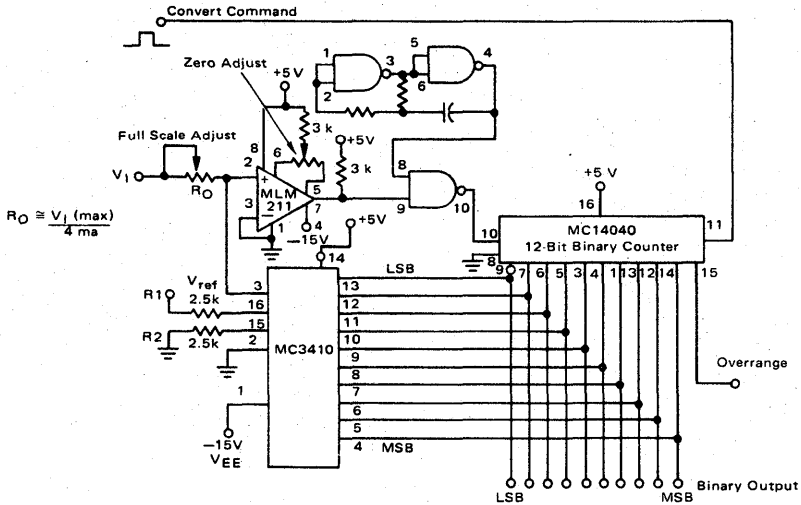 Convert Command
Zero Adjust
+5 V
1
2
3
5
6
4
3 k
+5V
3 k
Full Scale Adjust
V₁
R_O
8
6
2
+
3
−
MLM
211
5
7
1
4
−15V
8
9
10
R_O ≅ V₁ (max)
4 ma
+5V
14
+5 V
16
MC14040
12-Bit Binary Counter
10
8
11
9 7 6 5 3 4 1 13 12 14 15
Overrange
R1
V_ref
2.5k
R2
2.5k
3
16
15
2
1
MC3410
−15V
V_EE
LSB
13
12
11
10
9
8
7
6
5
4
MSB
LSB
MSB
Binary Output